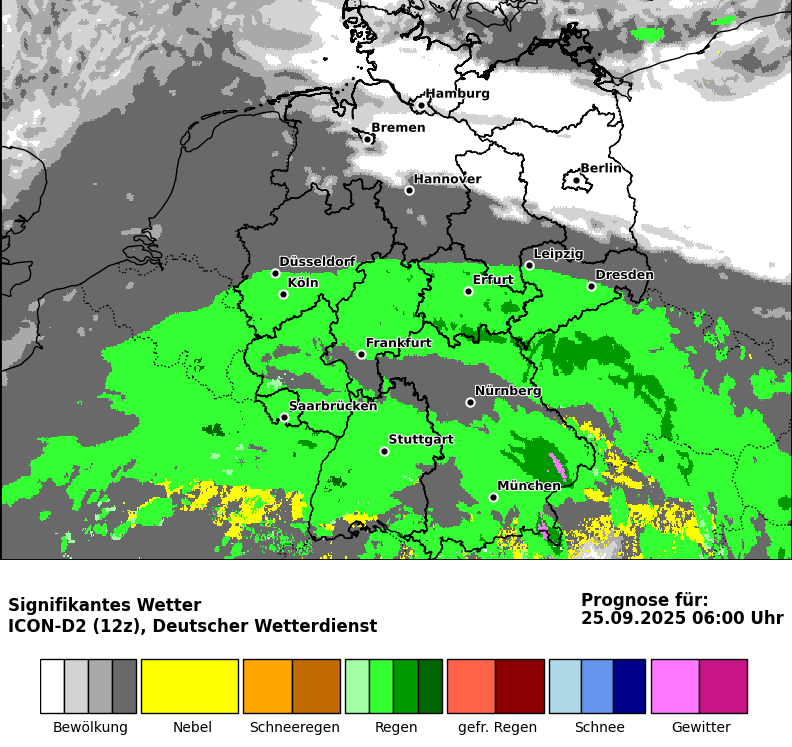 Hamburg
Bremen
Berlin
Hannover
Leipzig
Düsseldorf
Dresden
Köln
Erfurt
Frankfurt
Nürnberg
Saarbrücken
Stuttgart
München
Signifikantes Wetter
ICON-D2 (12z), Deutscher Wetterdienst
Prognose für:
25.09.2025 06:00 Uhr
Bewölkung Nebel Schneeregen Regen gefr. Regen Schnee Gewitter